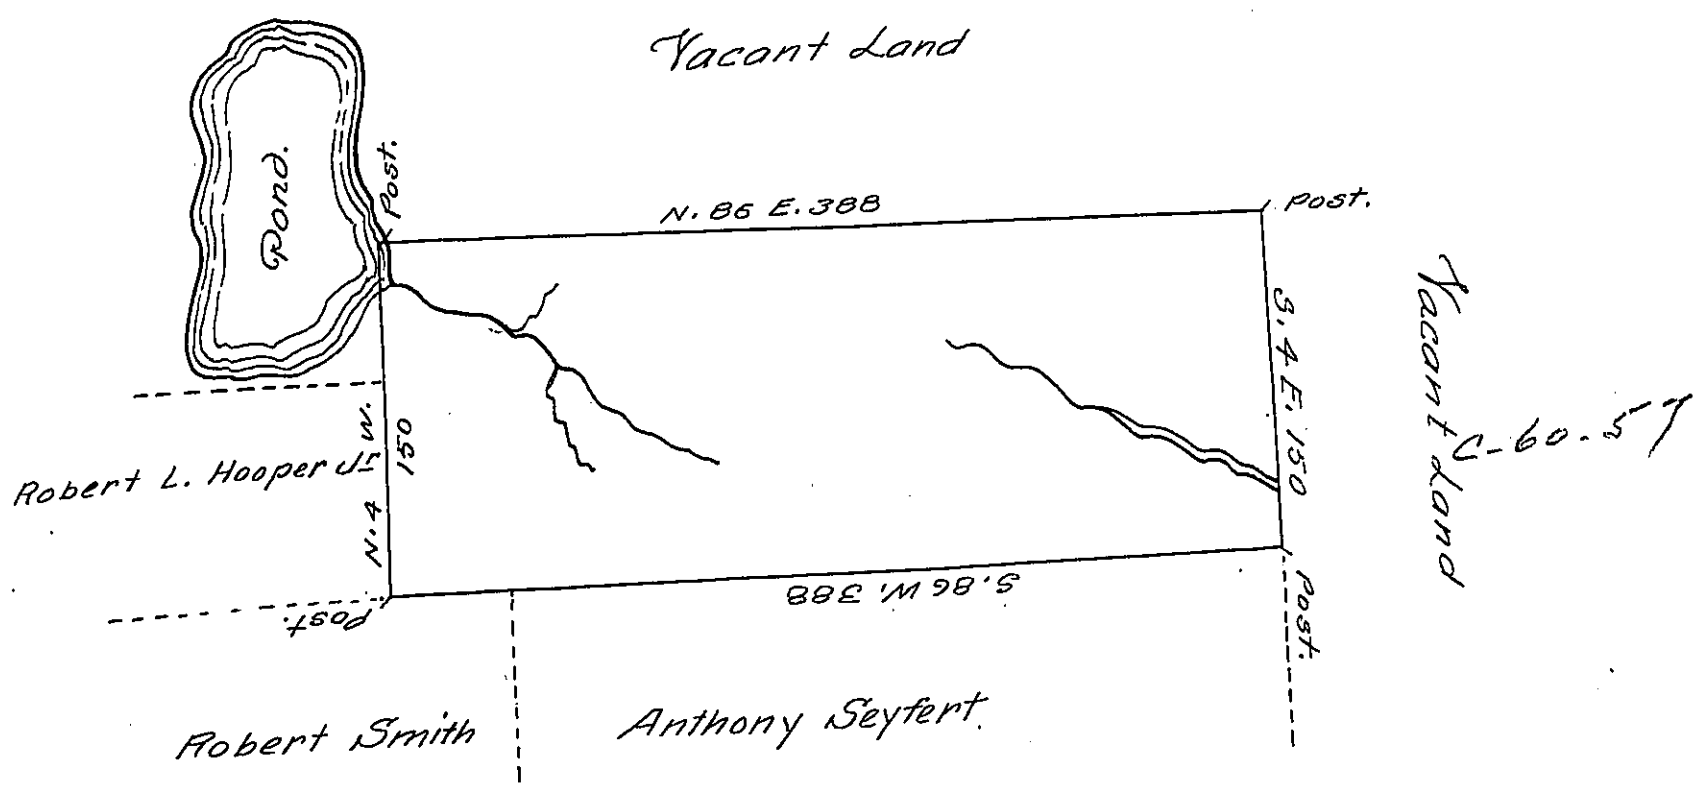 Vacant Land
Pond.
Post.
N. 86 E. 388
Post.
S. 4 E. 150
Vacant Land
C-60-57
Robert L. Hooper Jr.
N. 4 W.
150
S. 86 W. 388
Post.
Post.
Robert Smith
Anthony Seyfert.